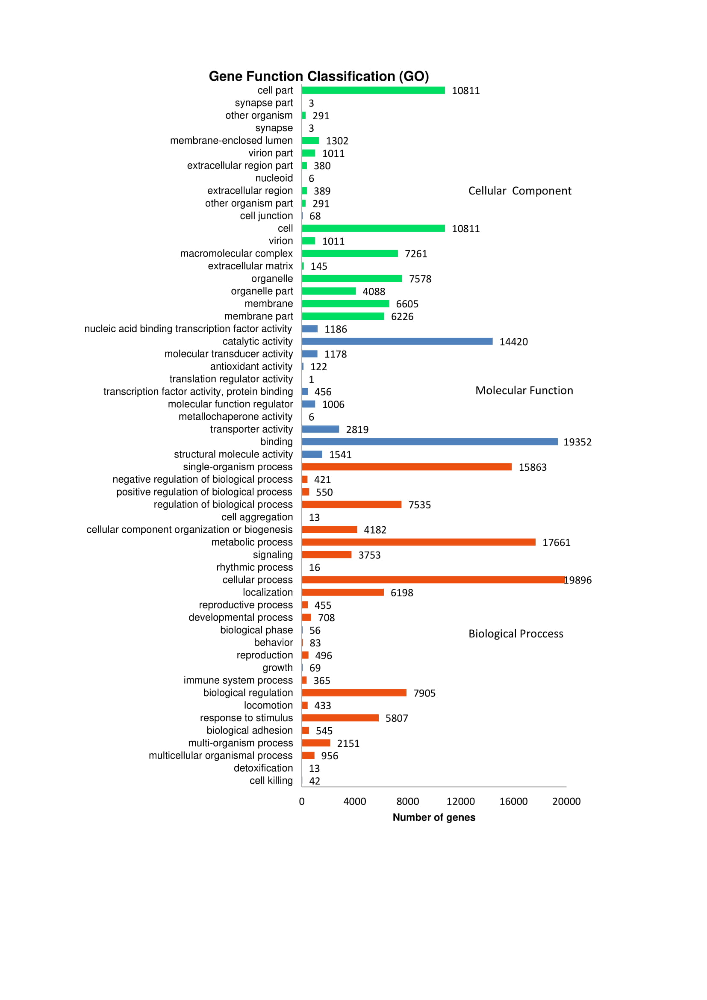 Gene Function Classification (GO)
cell part 10811
synapse part 3
other organism 291
synapse 3
membrane-enclosed lumen 1302
virion part 1011
extracellular region part 380
nucleoid 6
extracellular region 389 Cellular Component
other organism part 291
cell junction 68
cell 10811
virion 1011
macromolecular complex 7261
extracellular matrix 145
organelle 7578
organelle part 4088
membrane 6605
membrane part 6226
nucleic acid binding transcription factor activity 1186
catalytic activity 14420
molecular transducer activity 1178
antioxidant activity 122
translation regulator activity 1
transcription factor activity, protein binding 456 Molecular Function
molecular function regulator 1006
metallochaperone activity 6
transporter activity 2819
binding 19352
structural molecule activity 1541
single-organism process 15863
negative regulation of biological process 421
positive regulation of biological process 550
regulation of biological process 7535
cell aggregation 13
cellular component organization or biogenesis 4182
metabolic process 17661
signaling 3753
rhythmic process 16
cellular process 19896
localization 6198
reproductive process 455
developmental process 708
biological phase 56 Biological Proccess
behavior 83
reproduction 496
growth 69
immune system process 365
biological regulation 7905
locomotion 433
response to stimulus 5807
biological adhesion 545
multi-organism process 2151
multicellular organismal process 956
detoxification 13
cell killing 42
0 4000 8000 12000 16000 20000
Number of genes